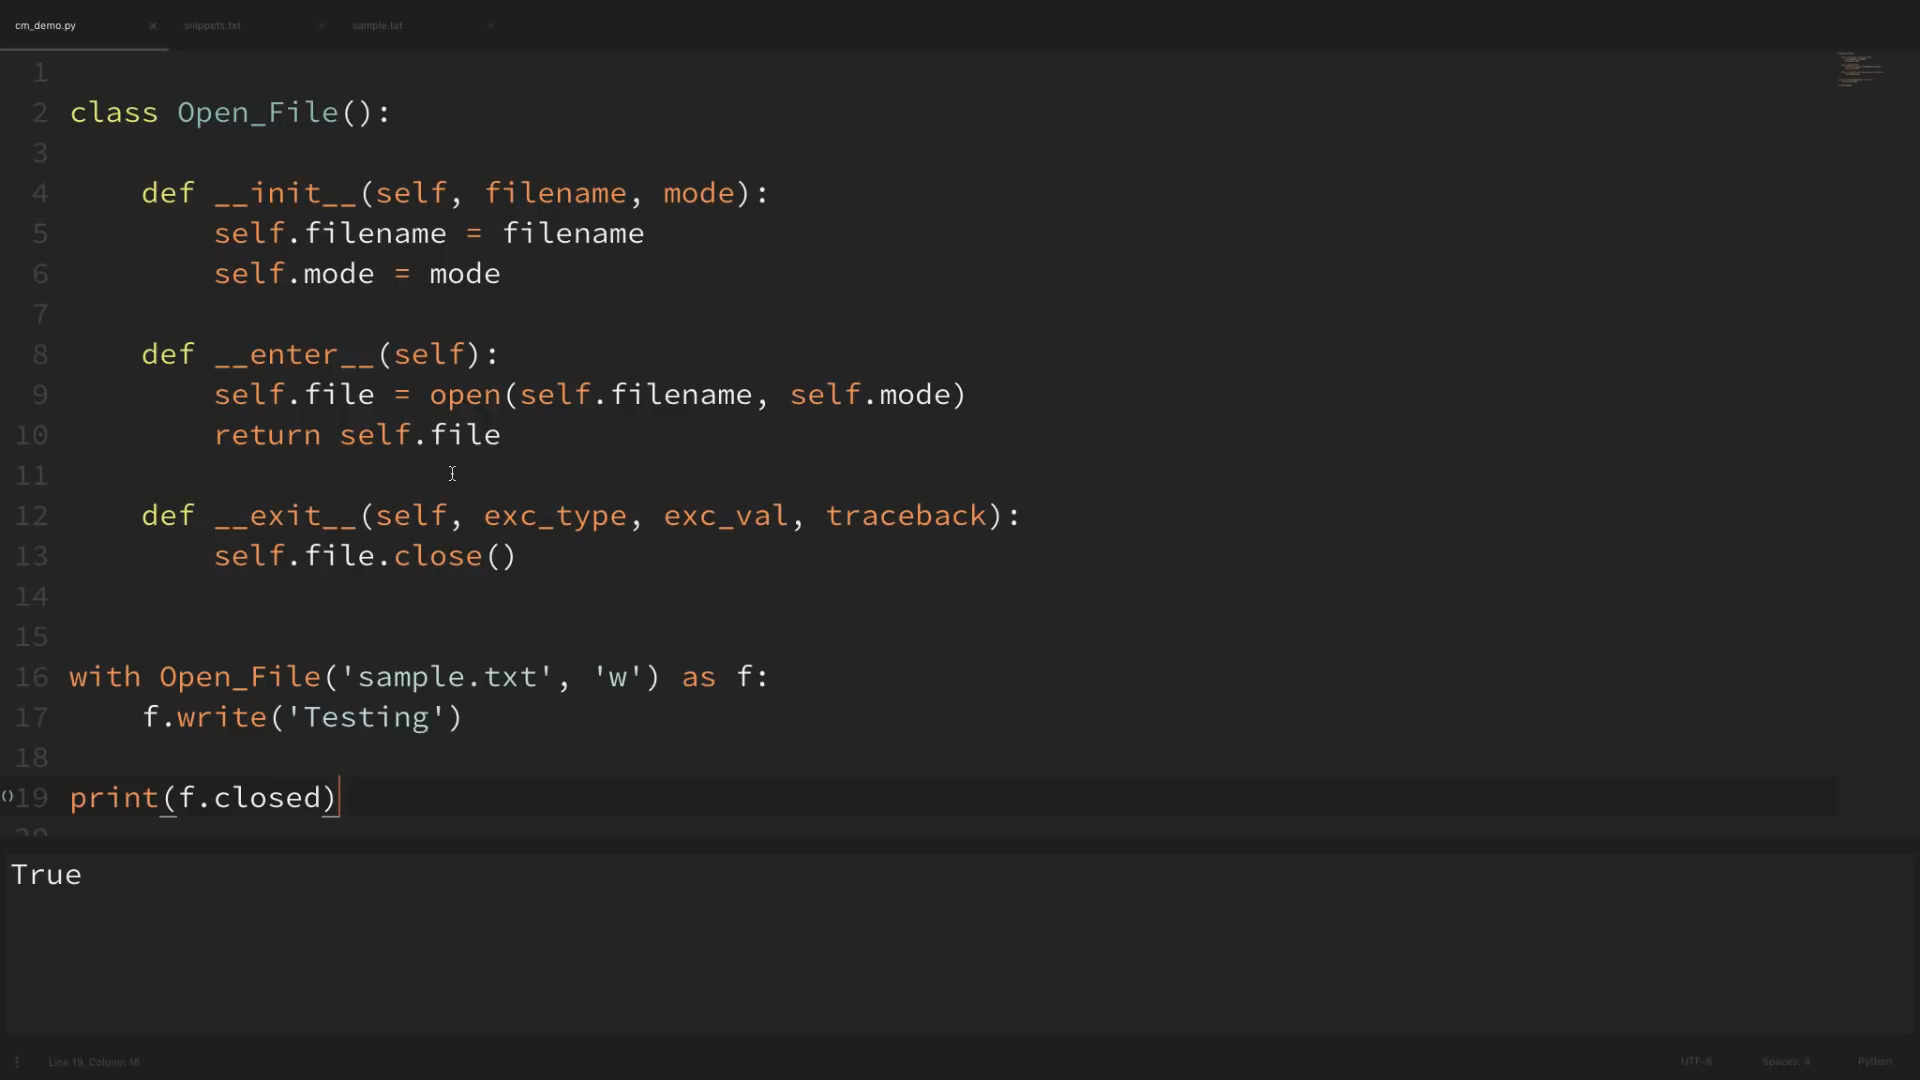 cm_demo.py × snippets.txt × sample.txt ×
1
2 class Open_File():
3
4     def __init__(self, filename, mode):
5         self.filename = filename
6         self.mode = mode
7
8     def __enter__(self):
9         self.file = open(self.filename, self.mode)
10         return self.file
11
12     def __exit__(self, exc_type, exc_val, traceback):
13         self.file.close()
14
15
16 with Open_File('sample.txt', 'w') as f:
17     f.write('Testing')
18
19 print(f.closed)
20
True
Line 19, Column 16 UTF-8 Spaces: 4 Python